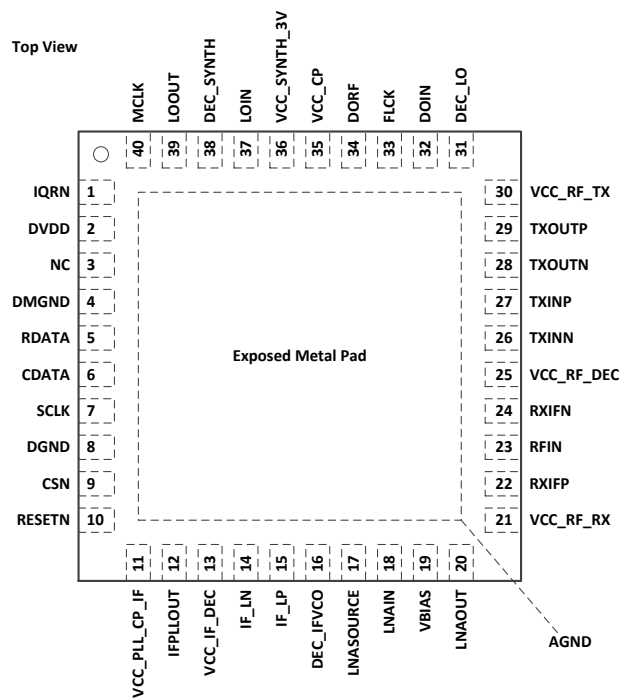 Top View
MCLK
LOOUT
DEC_SYNTH
LOIN
VCC_SYNTH_3V
VCC_CP
DORF
FLCK
DOIN
DEC_LO
40
39
38
37
36
35
34
33
32
31
IQRN 1
DVDD 2
NC 3
DMGND 4
RDATA 5
CDATA 6
SCLK 7
DGND 8
CSN 9
RESETN 10
Exposed Metal Pad
30 VCC_RF_TX
29 TXOUTP
28 TXOUTN
27 TXINP
26 TXINN
25 VCC_RF_DEC
24 RXIFN
23 RFIN
22 RXIFP
21 VCC_RF_RX
11
12
13
14
15
16
17
18
19
20
VCC_PLL_CP_IF
IFPLLOUT
VCC_IF_DEC
IF_LN
IF_LP
DEC_IFVCO
LNASOURCE
LNAIN
VBIAS
LNAOUT
AGND